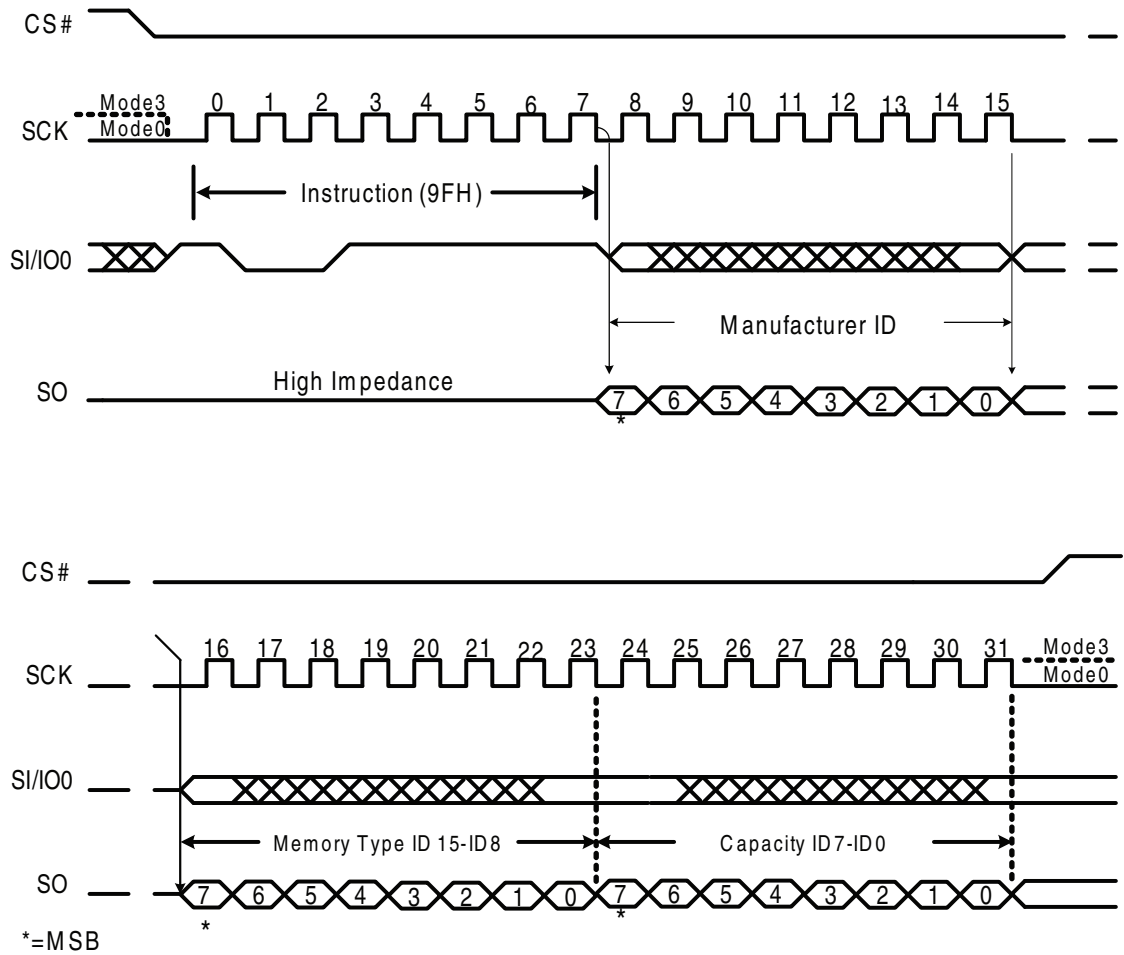 CS#
Mode3
0 1 2 3 4 5 6 7 8 9 10 11 12 13 14 15
SCK
Mode0
Instruction (9FH)
SI/IO0
Manufacturer ID
High Impedance
SO
7 6 5 4 3 2 1 0
*
CS#
16 17 18 19 20 21 22 23 24 25 26 27 28 29 30 31
Mode3
SCK
Mode0
SI/IO0
Memory Type ID 15-ID8
Capacity ID7-ID0
SO
7 6 5 4 3 2 1 0 7 6 5 4 3 2 1 0
* *
*=MSB